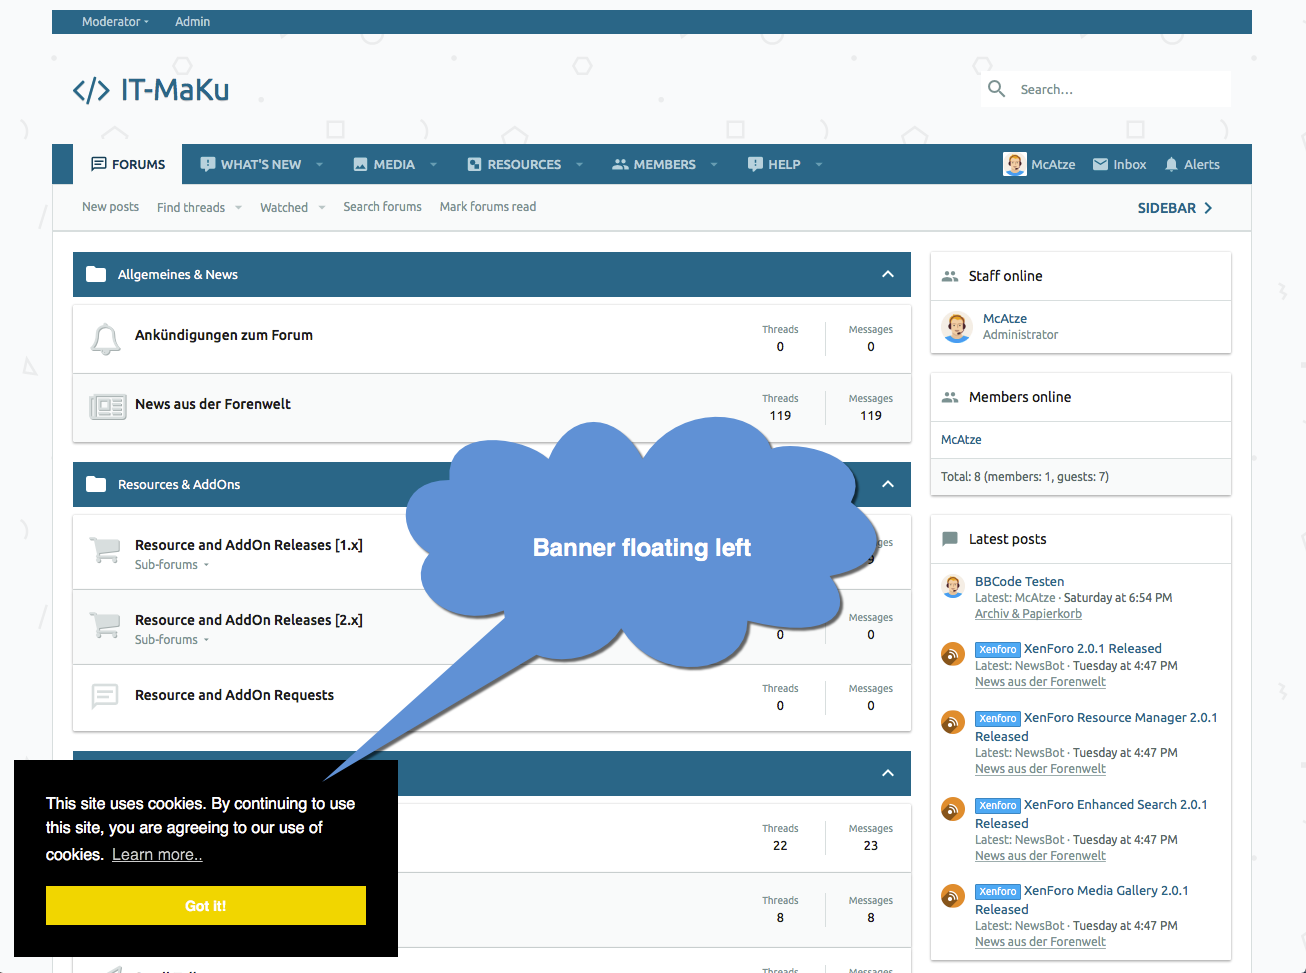 Moderator Admin
IT-MaKu
Search...
FORUMS WHAT'S NEW MEDIA RESOURCES MEMBERS HELP McAtze Inbox Alerts
New posts Find threads Watched Search forums Mark forums read SIDEBAR
Allgemeines & News
Ankündigungen zum Forum
Threads Messages
0 0
News aus der Forenwelt
Threads Messages
119 119
Resources & AddOns
Banner floating left
Resource and AddOn Releases [1.x]
Sub-forums
Resource and AddOn Releases [2.x]
Sub-forums
Messages
0 0
Resource and AddOn Requests
Threads Messages
0 0
This site uses cookies. By continuing to use
this site, you are agreeing to our use of
cookies. Learn more..
Got it!
Threads Messages
22 23
Threads Messages
8 8
Threads Messages
Staff online
McAtze
Administrator
Members online
McAtze
Total: 8 (members: 1, guests: 7)
Latest posts
BBCode Testen
Latest: McAtze · Saturday at 6:54 PM
Archiv & Papierkorb
Xenforo XenForo 2.0.1 Released
Latest: NewsBot · Tuesday at 4:47 PM
News aus der Forenwelt
Xenforo XenForo Resource Manager 2.0.1
Released
Latest: NewsBot · Tuesday at 4:47 PM
News aus der Forenwelt
Xenforo XenForo Enhanced Search 2.0.1
Released
Latest: NewsBot · Tuesday at 4:47 PM
News aus der Forenwelt
Xenforo XenForo Media Gallery 2.0.1
Released
Latest: NewsBot · Tuesday at 4:47 PM
News aus der Forenwelt